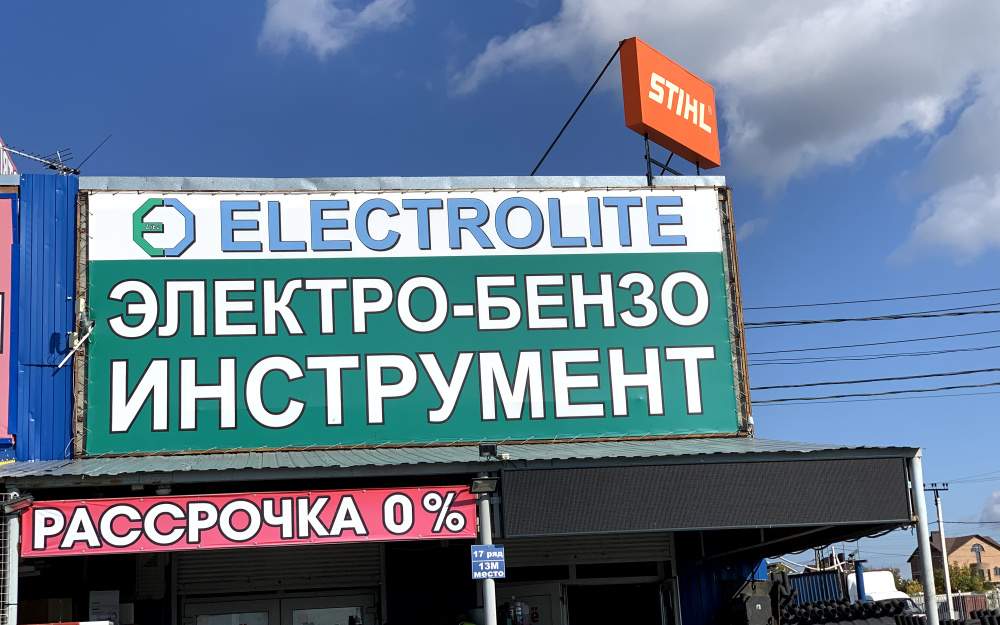 STIHL
ELECTROLITE
ЭЛЕКТРО-БЕНЗО
ИНСТРУМЕНТ
РАССРОЧКА 0%
17 ряд
13М
место